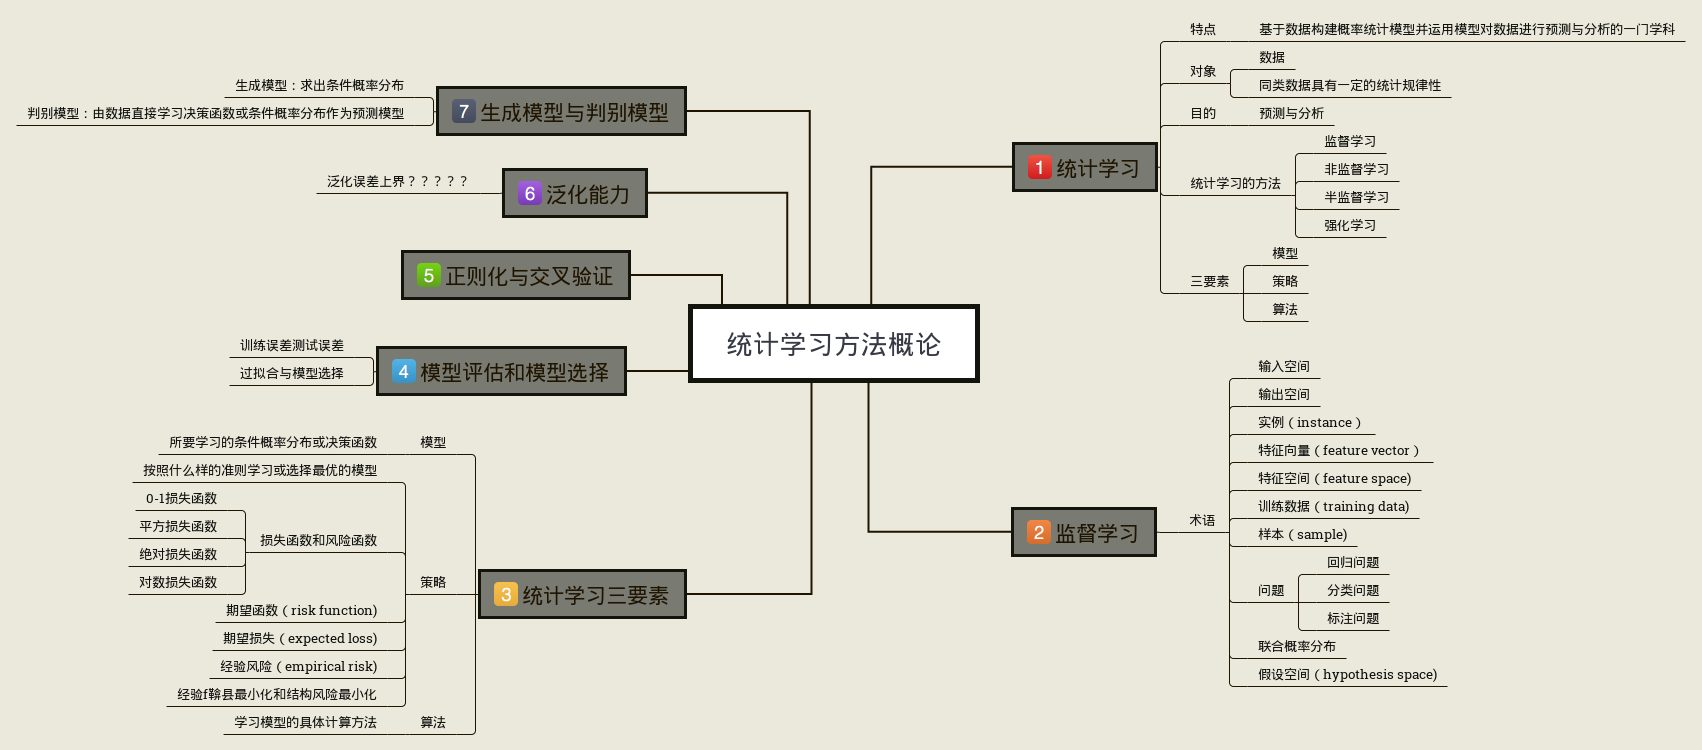 统计学习方法概论
1 统计学习
特点
基于数据构建概率统计模型并运用模型对数据进行预测与分析的一门学科
对象
数据
同类数据具有一定的统计规律性
目的
预测与分析
统计学习的方法
监督学习
非监督学习
半监督学习
强化学习
三要素
模型
策略
算法
2 监督学习
术语
输入空间
输出空间
实例（instance）
特征向量（feature vector）
特征空间（feature space)
训练数据（training data)
样本（sample)
问题
回归问题
分类问题
标注问题
联合概率分布
假设空间（hypothesis space)
3 统计学习三要素
模型
所要学习的条件概率分布或决策函数
策略
按照什么样的准则学习或选择最优的模型
损失函数和风险函数
0-1损失函数
平方损失函数
绝对损失函数
对数损失函数
期望函数（risk function)
期望损失（expected loss)
经验风险（empirical risk)
经验f鞥县最小化和结构风险最小化
算法
学习模型的具体计算方法
4 模型评估和模型选择
训练误差测试误差
过拟合与模型选择
5 正则化与交叉验证
6 泛化能力
泛化误差上界？？？？？
7 生成模型与判别模型
生成模型：求出条件概率分布
判别模型：由数据直接学习决策函数或条件概率分布作为预测模型